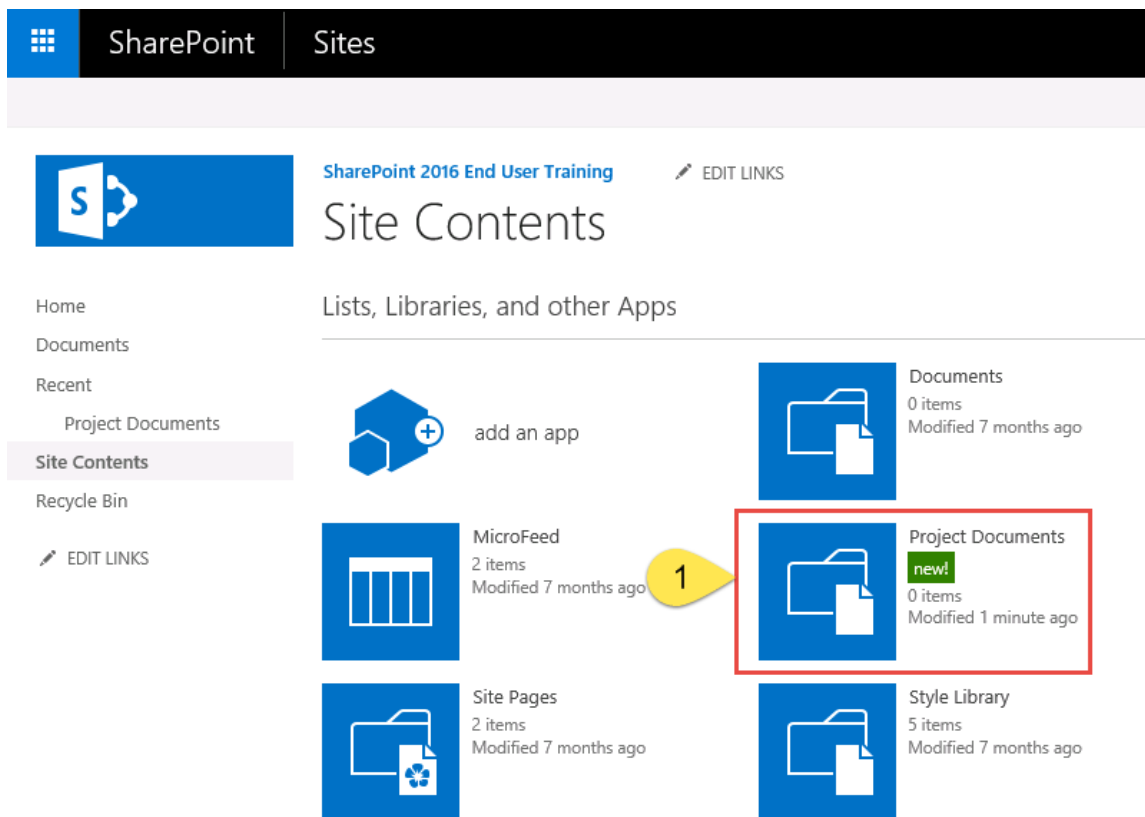 SharePoint
Sites
S
SharePoint 2016 End User Training
EDIT LINKS
Site Contents
Home
Documents
Recent
Project Documents
Site Contents
Recycle Bin
EDIT LINKS
Lists, Libraries, and other Apps
add an app
Documents
0 items
Modified 7 months ago
MicroFeed
2 items
Modified 7 months ago
1
Project Documents
new!
0 items
Modified 1 minute ago
Site Pages
2 items
Modified 7 months ago
Style Library
5 items
Modified 7 months ago